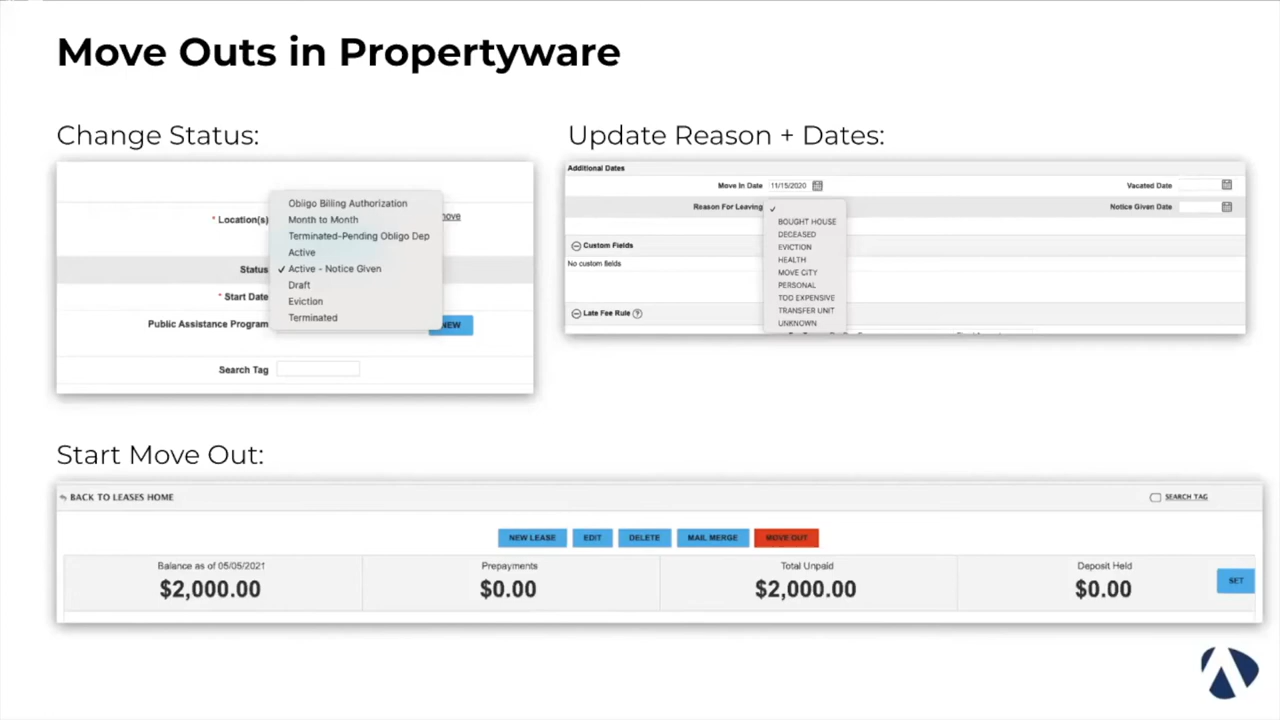 Move Outs in Propertyware
Change Status:
* Location(s)
Status
* Start Date
Public Assistance Program
Search Tag
Obligo Billing Authorization
Month to Month
Terminated-Pending Obligo Dep
Active
✓ Active - Notice Given
Draft
Eviction
Terminated
Update Reason + Dates:
Additional Dates
Move In Date 11/15/2020
Vacated Date
Reason For Leaving ✓
Notice Given Date
BOUGHT HOUSE
DECEASED
EVICTION
HEALTH
MOVE CITY
PERSONAL
TOO EXPENSIVE
TRANSFER UNIT
UNKNOWN
Custom Fields
No custom fields
Late Fee Rule ?
Start Move Out:
BACK TO LEASES HOME
SEARCH TAG
NEW LEASE EDIT DELETE MAIL MERGE MOVE OUT
Balance as of 05/05/2021
$2,000.00
Prepayments
$0.00
Total Unpaid
$2,000.00
Deposit Held
$0.00
SET